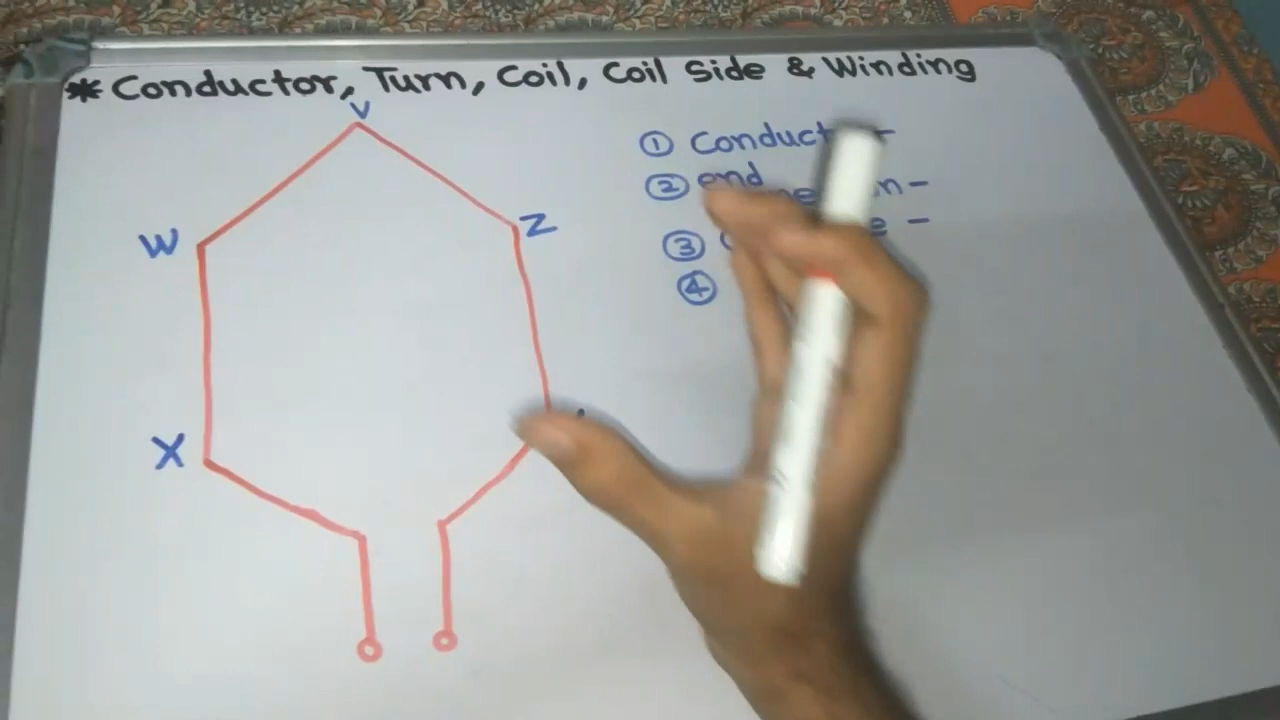 * Conductor, Turn, Coil, Coil Side & Winding
V
W
Z
X
① Conduct
② end
③
④